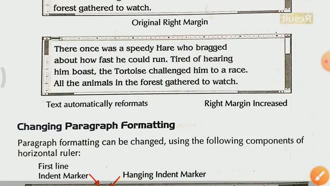 forest gathered to watch.
Original Right Margin
There once was a speedy Hare who bragged
about how fast he could run. Tired of hearing
him boast, the Tortoise challenged him to a race.
All the animals in the forest gathered to watch.
Text automatically reformats Right Margin Increased
Changing Paragraph Formatting
Paragraph formatting can be changed, using the following components of
horizontal ruler:
First line
Indent Marker Hanging Indent Marker